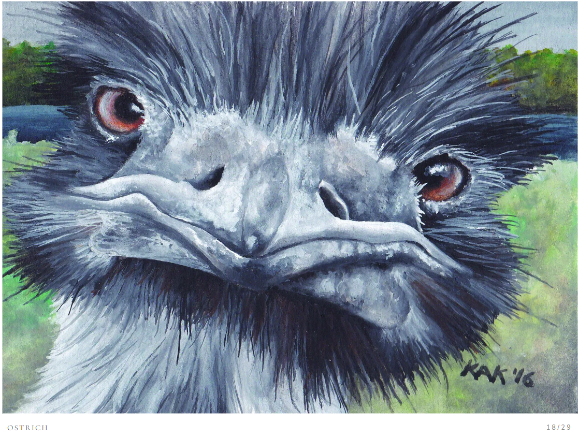 KAK '16
OSTRICH
18/29